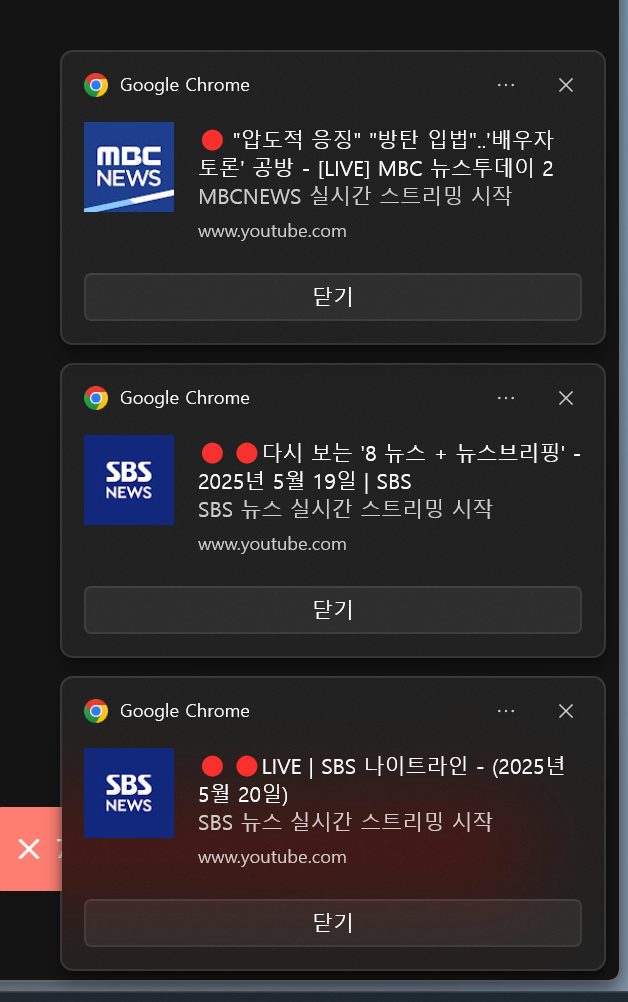 Google Chrome
MBC
NEWS
🔴 "압도적 응징" "방탄 입법"..'배우자
토론' 공방 - [LIVE] MBC 뉴스투데이 2
MBCNEWS 실시간 스트리밍 시작
www.youtube.com
닫기
Google Chrome
SBS
NEWS
🔴 🔴다시 보는 '8 뉴스 + 뉴스브리핑' -
2025년 5월 19일 | SBS
SBS 뉴스 실시간 스트리밍 시작
www.youtube.com
닫기
Google Chrome
SBS
NEWS
🔴 🔴LIVE | SBS 나이트라인 - (2025년
5월 20일)
SBS 뉴스 실시간 스트리밍 시작
www.youtube.com
닫기